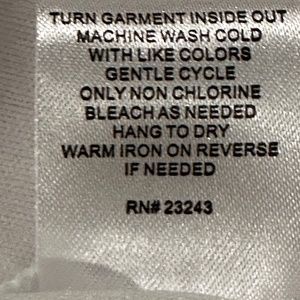 TURN GARMENT INSIDE OUT
MACHINE WASH COLD
WITH LIKE COLORS
GENTLE CYCLE
ONLY NON CHLORINE
BLEACH AS NEEDED
HANG TO DRY
WARM IRON ON REVERSE
IF NEEDED
RN# 23243